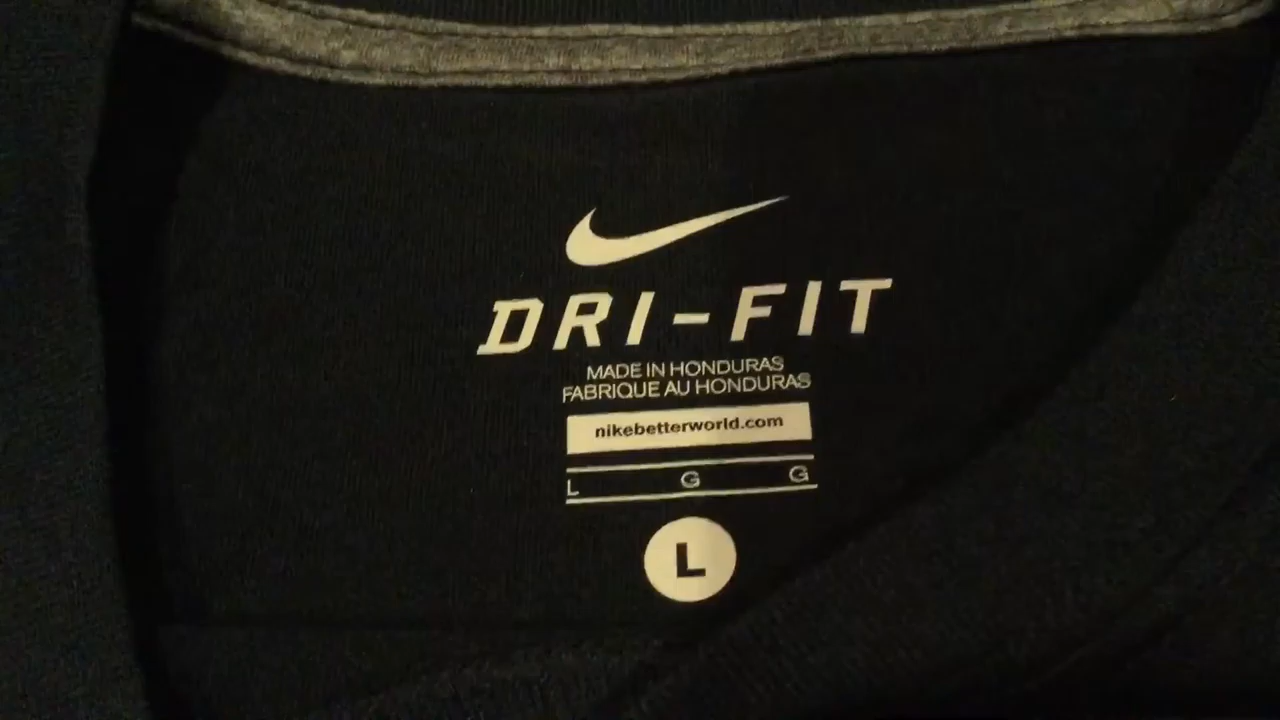 DRI-FIT
MADE IN HONDURAS
FABRIQUE AU HONDURAS
nikebetterworld.com
L G G
L